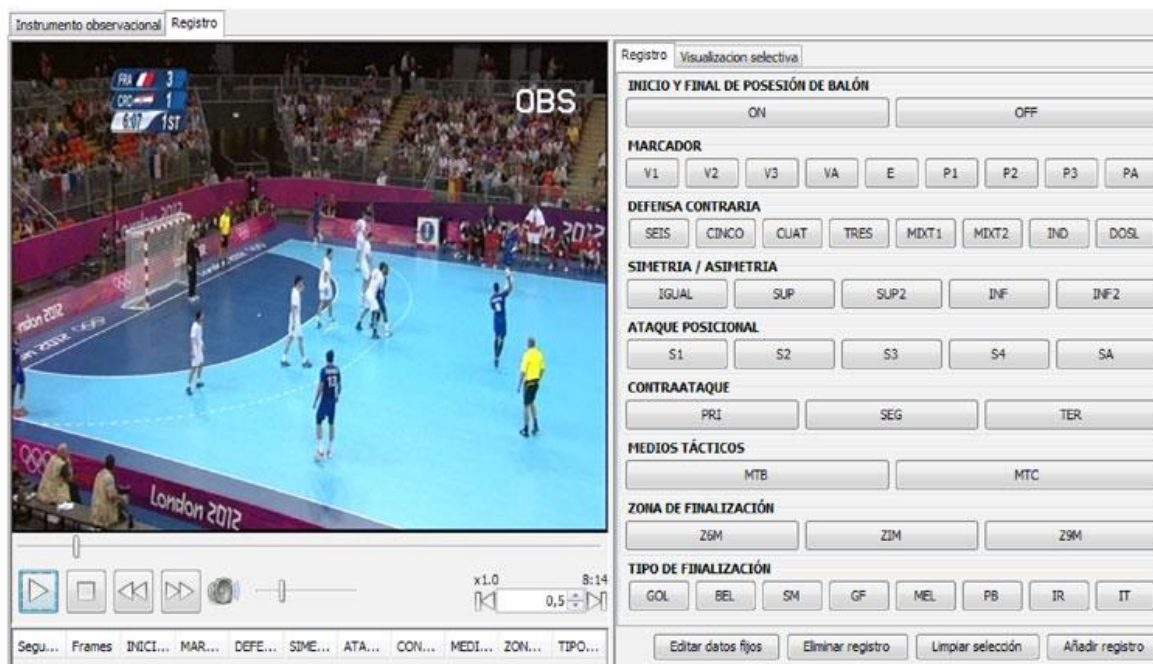 Instrumento observacional Registro
FRA 3
CRO 1
6:07 1ST
OBS
LONDON 2012
London 2012
London 2012
London 2012
x1.0 8:14
0,5
Segu... Frames INICI... MAR... DEFE... SIME... ATA... CON... MEDI... ZON... TIPO...
Registro Visualizacion selectiva
INICIO Y FINAL DE POSESIÓN DE BALÓN
ON OFF
MARCADOR
V1 V2 V3 VA E P1 P2 P3 PA
DEFENSA CONTRARIA
SEIS CINCO CUAT TRES MIXT1 MIXT2 IND DOSL
SIMETRIA / ASIMETRIA
IGUAL SUP SUP2 INF INF2
ATAQUE POSICIONAL
S1 S2 S3 S4 SA
CONTRAATAQUE
PRI SEG TER
MEDIOS TÁCTICOS
MTB MTC
ZONA DE FINALIZACIÓN
Z6M ZIM Z9M
TIPO DE FINALIZACIÓN
GOL BEL SM GF MEL PB IR IT
Editar datos fijos Eliminar registro Limpiar selección Añadir registro